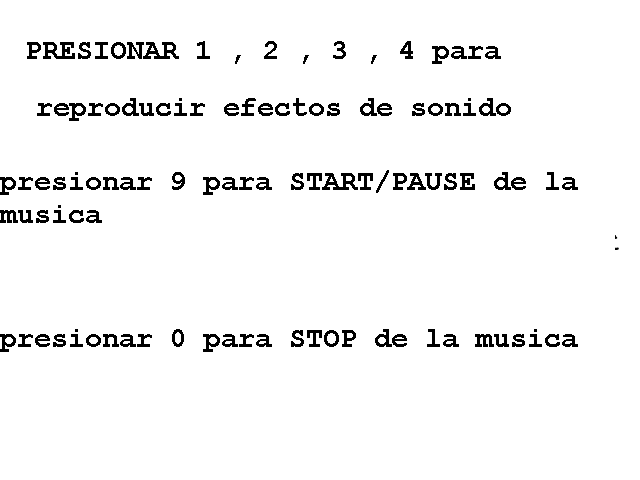 PRESIONAR 1 , 2 , 3 , 4 para
reproducir efectos de sonido
presionar 9 para START/PAUSE de la
musica
presionar 0 para STOP de la musica